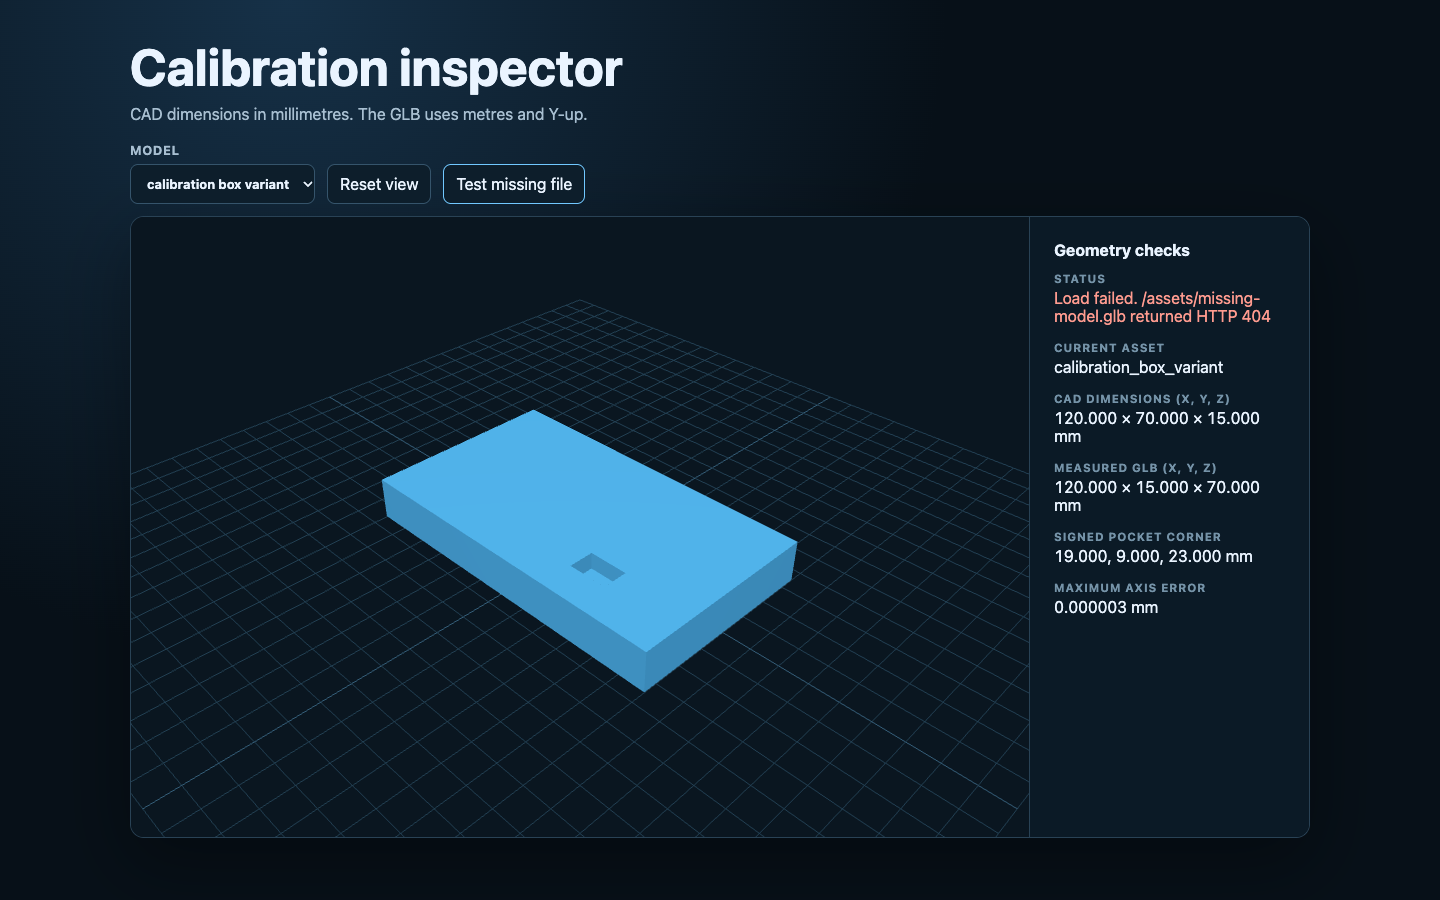 Calibration inspector
CAD dimensions in millimetres. The GLB uses metres and Y-up.
MODEL
calibration box variant
Reset view
Test missing file
Geometry checks
STATUS
Load failed. /assets/missing-
model.glb returned HTTP 404
CURRENT ASSET
calibration_box_variant
CAD DIMENSIONS (X, Y, Z)
120.000 × 70.000 × 15.000
mm
MEASURED GLB (X, Y, Z)
120.000 × 15.000 × 70.000
mm
SIGNED POCKET CORNER
19.000, 9.000, 23.000 mm
MAXIMUM AXIS ERROR
0.000003 mm